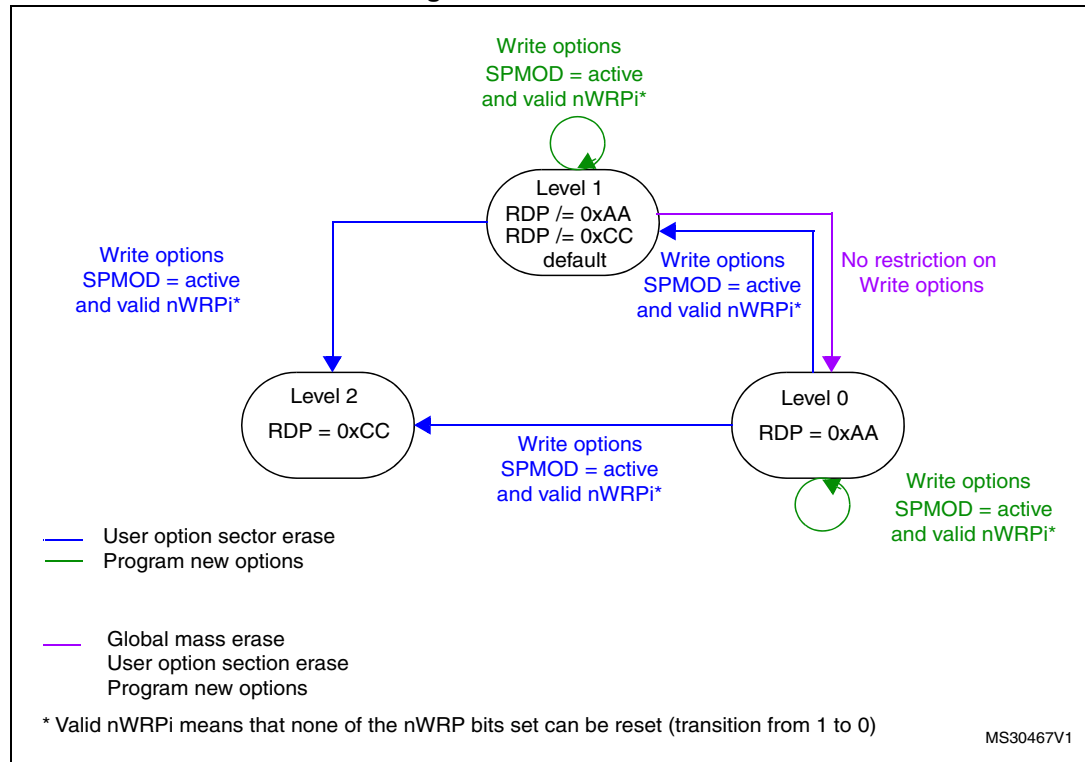 Write options
SPMOD = active
and valid nWRPi*
Level 1
RDP /= 0xAA
RDP /= 0xCC
default
Write options
SPMOD = active
and valid nWRPi*
Write options
SPMOD = active
and valid nWRPi*
No restriction on
Write options
Level 2
RDP = 0xCC
Level 0
RDP = 0xAA
Write options
SPMOD = active
and valid nWRPi*
Write options
SPMOD = active
and valid nWRPi*
User option sector erase
Program new options
Global mass erase
User option section erase
Program new options
* Valid nWRPi means that none of the nWRP bits set can be reset (transition from 1 to 0)
MS30467V1